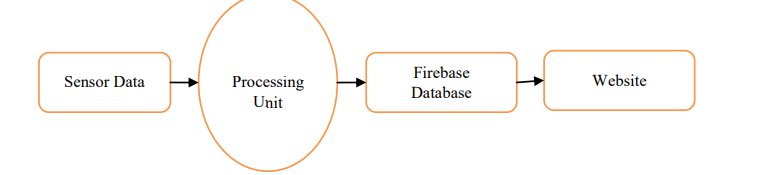 Sensor Data
Processing
Unit
Firebase
Database
Website